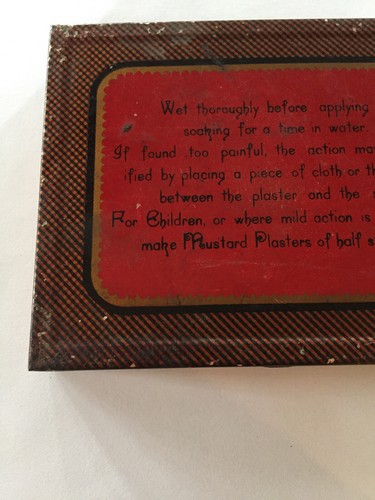 Wet thoroughly before applying
soaking for a time in water.
If found too painful, the action may
ified by placing a piece of cloth or
between the plaster and the
For Children, or where mild action is
make Mustard Plasters of half